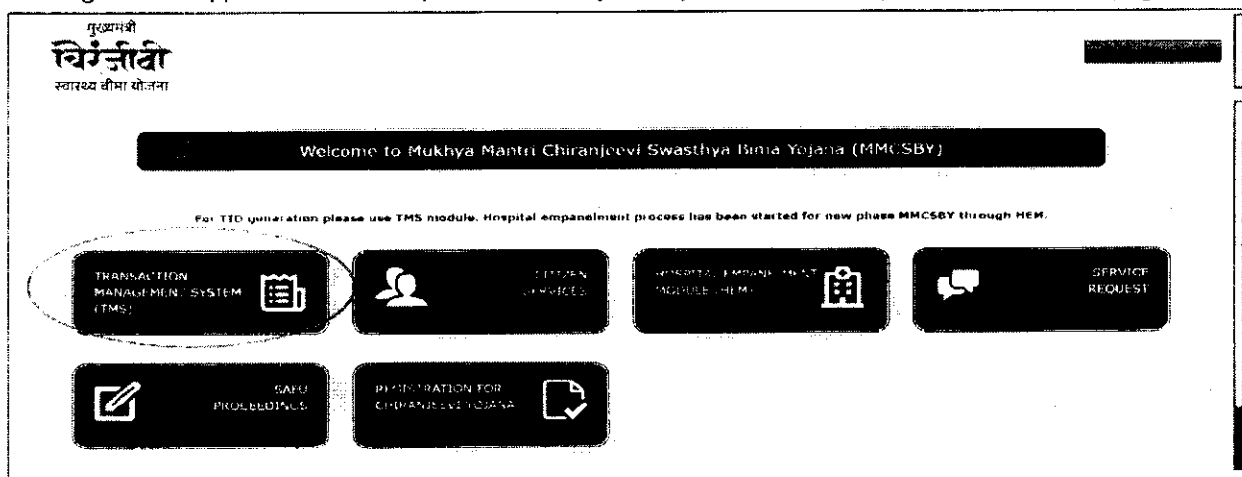 मुख्यमंत्री
चिरंजीवी
स्वास्थ्य बीमा योजना
Welcome to Mukhya Mantri Chiranjeevi Swasthya Bima Yojana (MMCSBY)
For TID generation please use TMS module. Hospital empanelment process has been started for new phase MMCSBY through HEM.
TRANSACTION
MANAGEMENT SYSTEM
(TMS)
CITIZEN
SERVICES
HOSPITAL EMPANELMENT
MODULE (HEM)
SERVICE
REQUEST
SAFU
PROCEEDINGS
REGISTRATION FOR
CHIRANJEEVI YOJANA